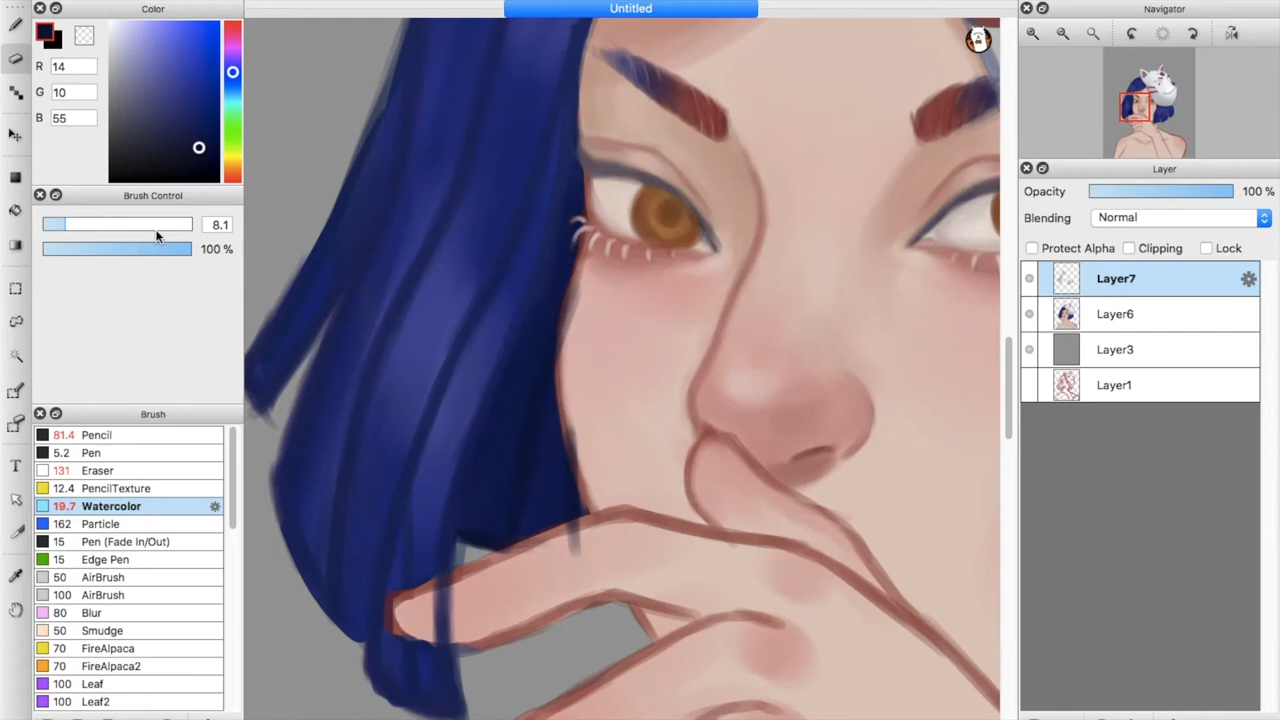 Color
Untitled
Navigator
R 14
G 10
B 55
Brush Control
8.1
100 %
Layer
Opacity 100 %
Blending Normal
Protect Alpha Clipping Lock
Layer7
Layer6
Layer3
Layer1
Brush
81.4 Pencil
5.2 Pen
131 Eraser
12.4 PencilTexture
19.7 Watercolor
162 Particle
15 Pen (Fade In/Out)
15 Edge Pen
50 AirBrush
100 AirBrush
80 Blur
50 Smudge
70 FireAlpaca
70 FireAlpaca2
100 Leaf
100 Leaf2
T